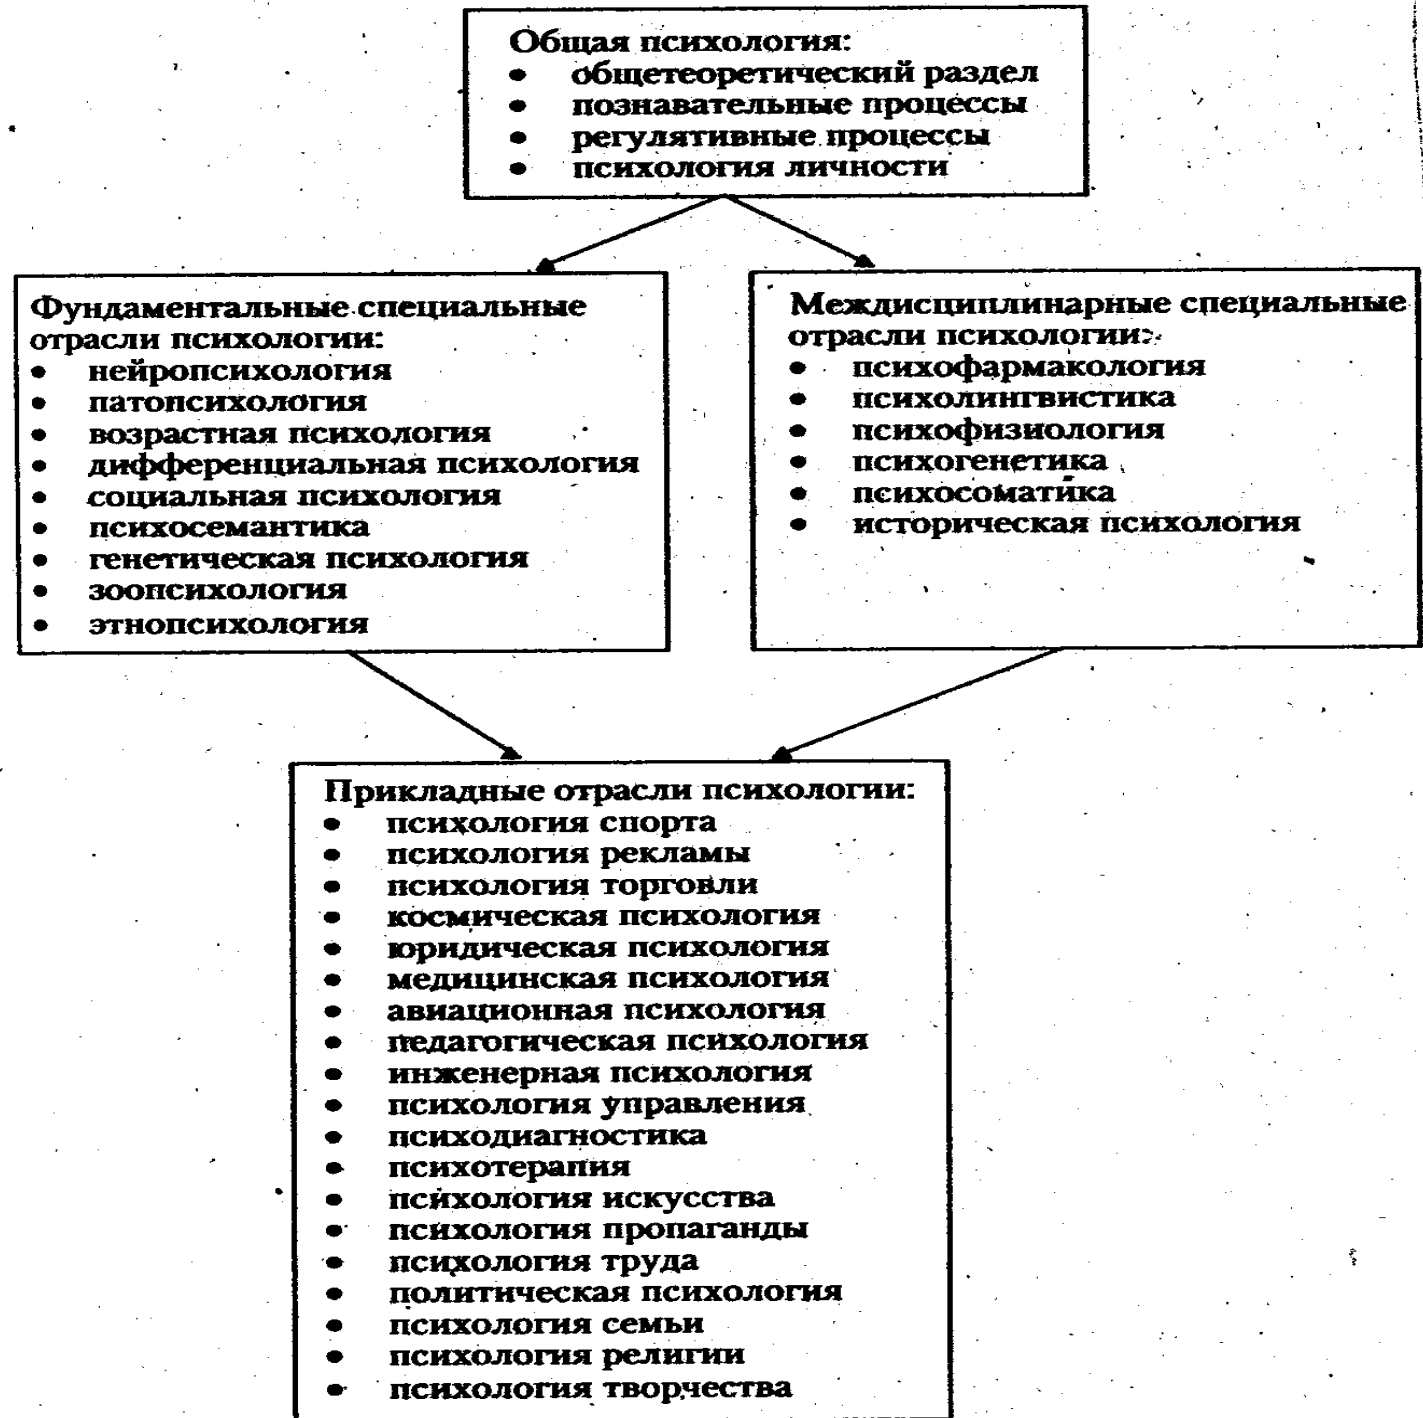 Общая психология:
• общетеоретический раздел
• познавательные процессы
• регулятивные процессы
• психология личности
Фундаментальные специальные
отрасли психологии:
• нейропсихология
• патопсихология
• возрастная психология
• дифференциальная психология
• социальная психология
• психосемантика
• генетическая психология
• зоопсихология
• этнопсихология
Междисциплинарные специальные
отрасли психологии:
• психофармакология
• психолингвистика
• психофизиология
• психогенетика
• психосоматика
• историческая психология
Прикладные отрасли психологии:
• психология спорта
• психология рекламы
• психология торговли
• космическая психология
• юридическая психология
• медицинская психология
• авиационная психология
• педагогическая психология
• инженерная психология
• психология управления
• психодиагностика
• психотерапия
• психология искусства
• психология пропаганды
• психология труда
• политическая психология
• психология семьи
• психология религии
• психология творчества